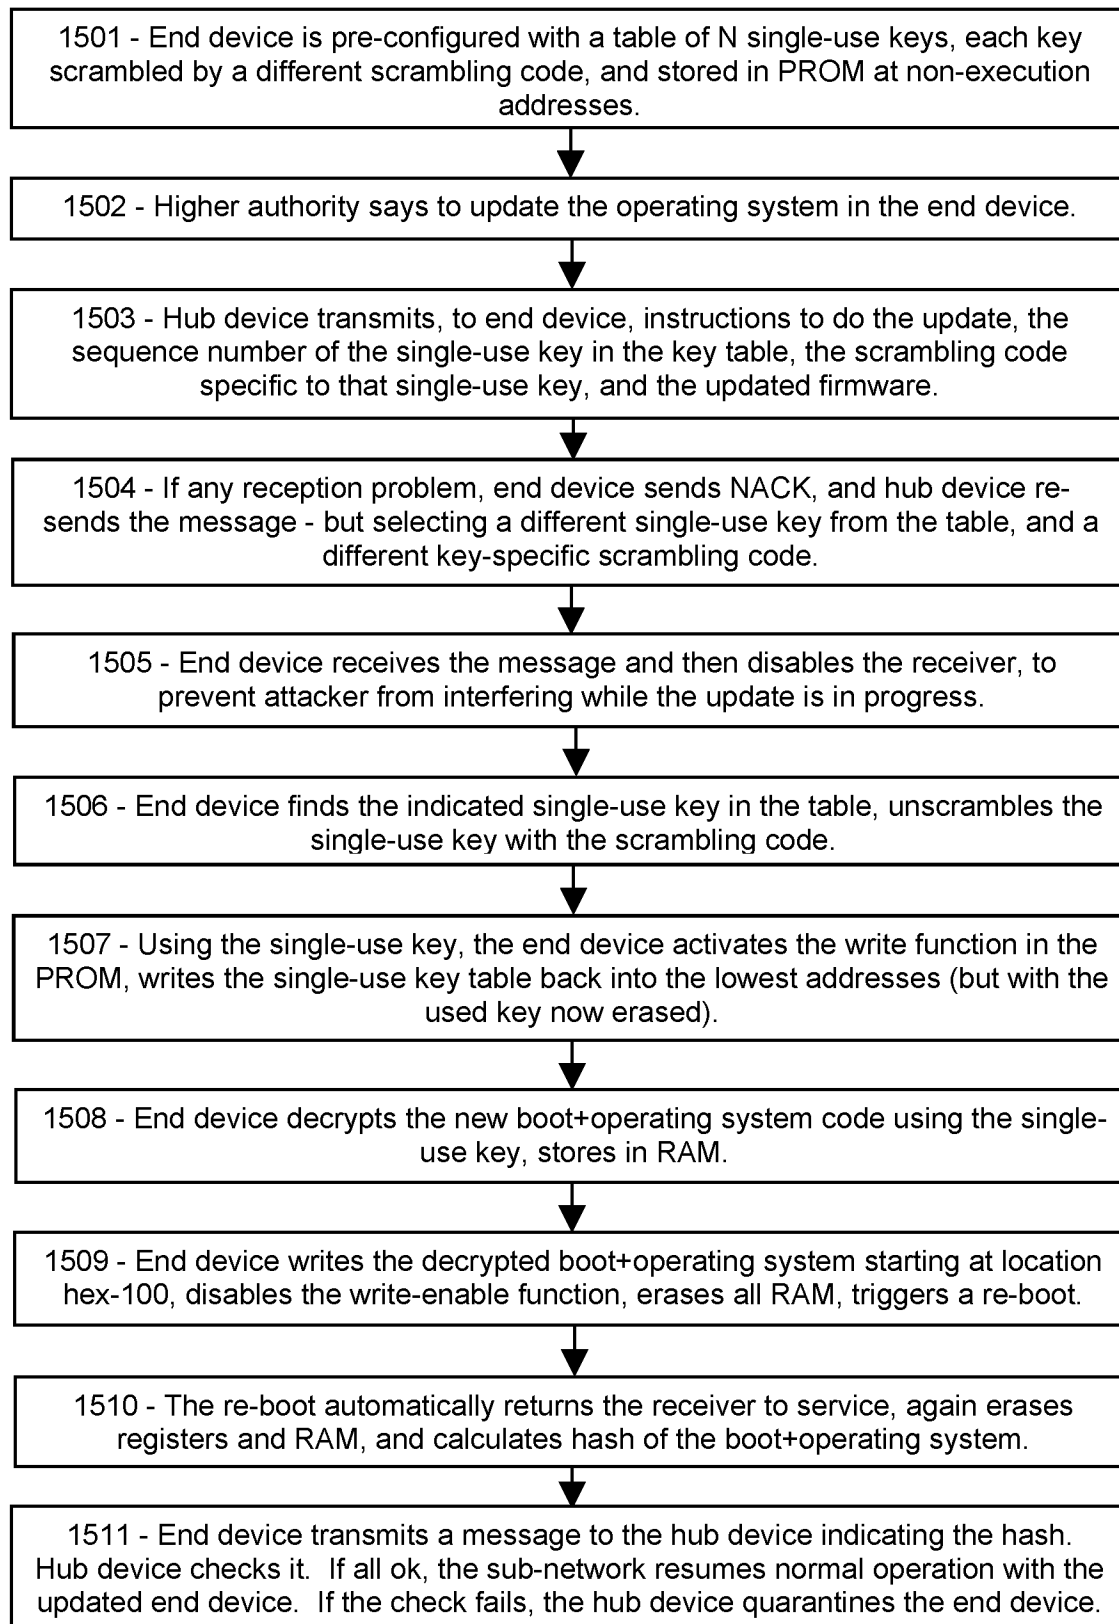 1501 - End device is pre-configured with a table of N single-use keys, each key
scrambled by a different scrambling code, and stored in PROM at non-execution
addresses.
1502 - Higher authority says to update the operating system in the end device.
1503 - Hub device transmits, to end device, instructions to do the update, the
sequence number of the single-use key in the key table, the scrambling code
specific to that single-use key, and the updated firmware.
1504 - If any reception problem, end device sends NACK, and hub device re-
sends the message - but selecting a different single-use key from the table, and a
different key-specific scrambling code.
1505 - End device receives the message and then disables the receiver, to
prevent attacker from interfering while the update is in progress.
1506 - End device finds the indicated single-use key in the table, unscrambles the
single-use key with the scrambling code.
1507 - Using the single-use key, the end device activates the write function in the
PROM, writes the single-use key table back into the lowest addresses (but with the
used key now erased).
1508 - End device decrypts the new boot+operating system code using the single-
use key, stores in RAM.
1509 - End device writes the decrypted boot+operating system starting at location
hex-100, disables the write-enable function, erases all RAM, triggers a re-boot.
1510 - The re-boot automatically returns the receiver to service, again erases
registers and RAM, and calculates hash of the boot+operating system.
1511 - End device transmits a message to the hub device indicating the hash.
Hub device checks it.  If all ok, the sub-network resumes normal operation with the
updated end device.  If the check fails, the hub device quarantines the end device.